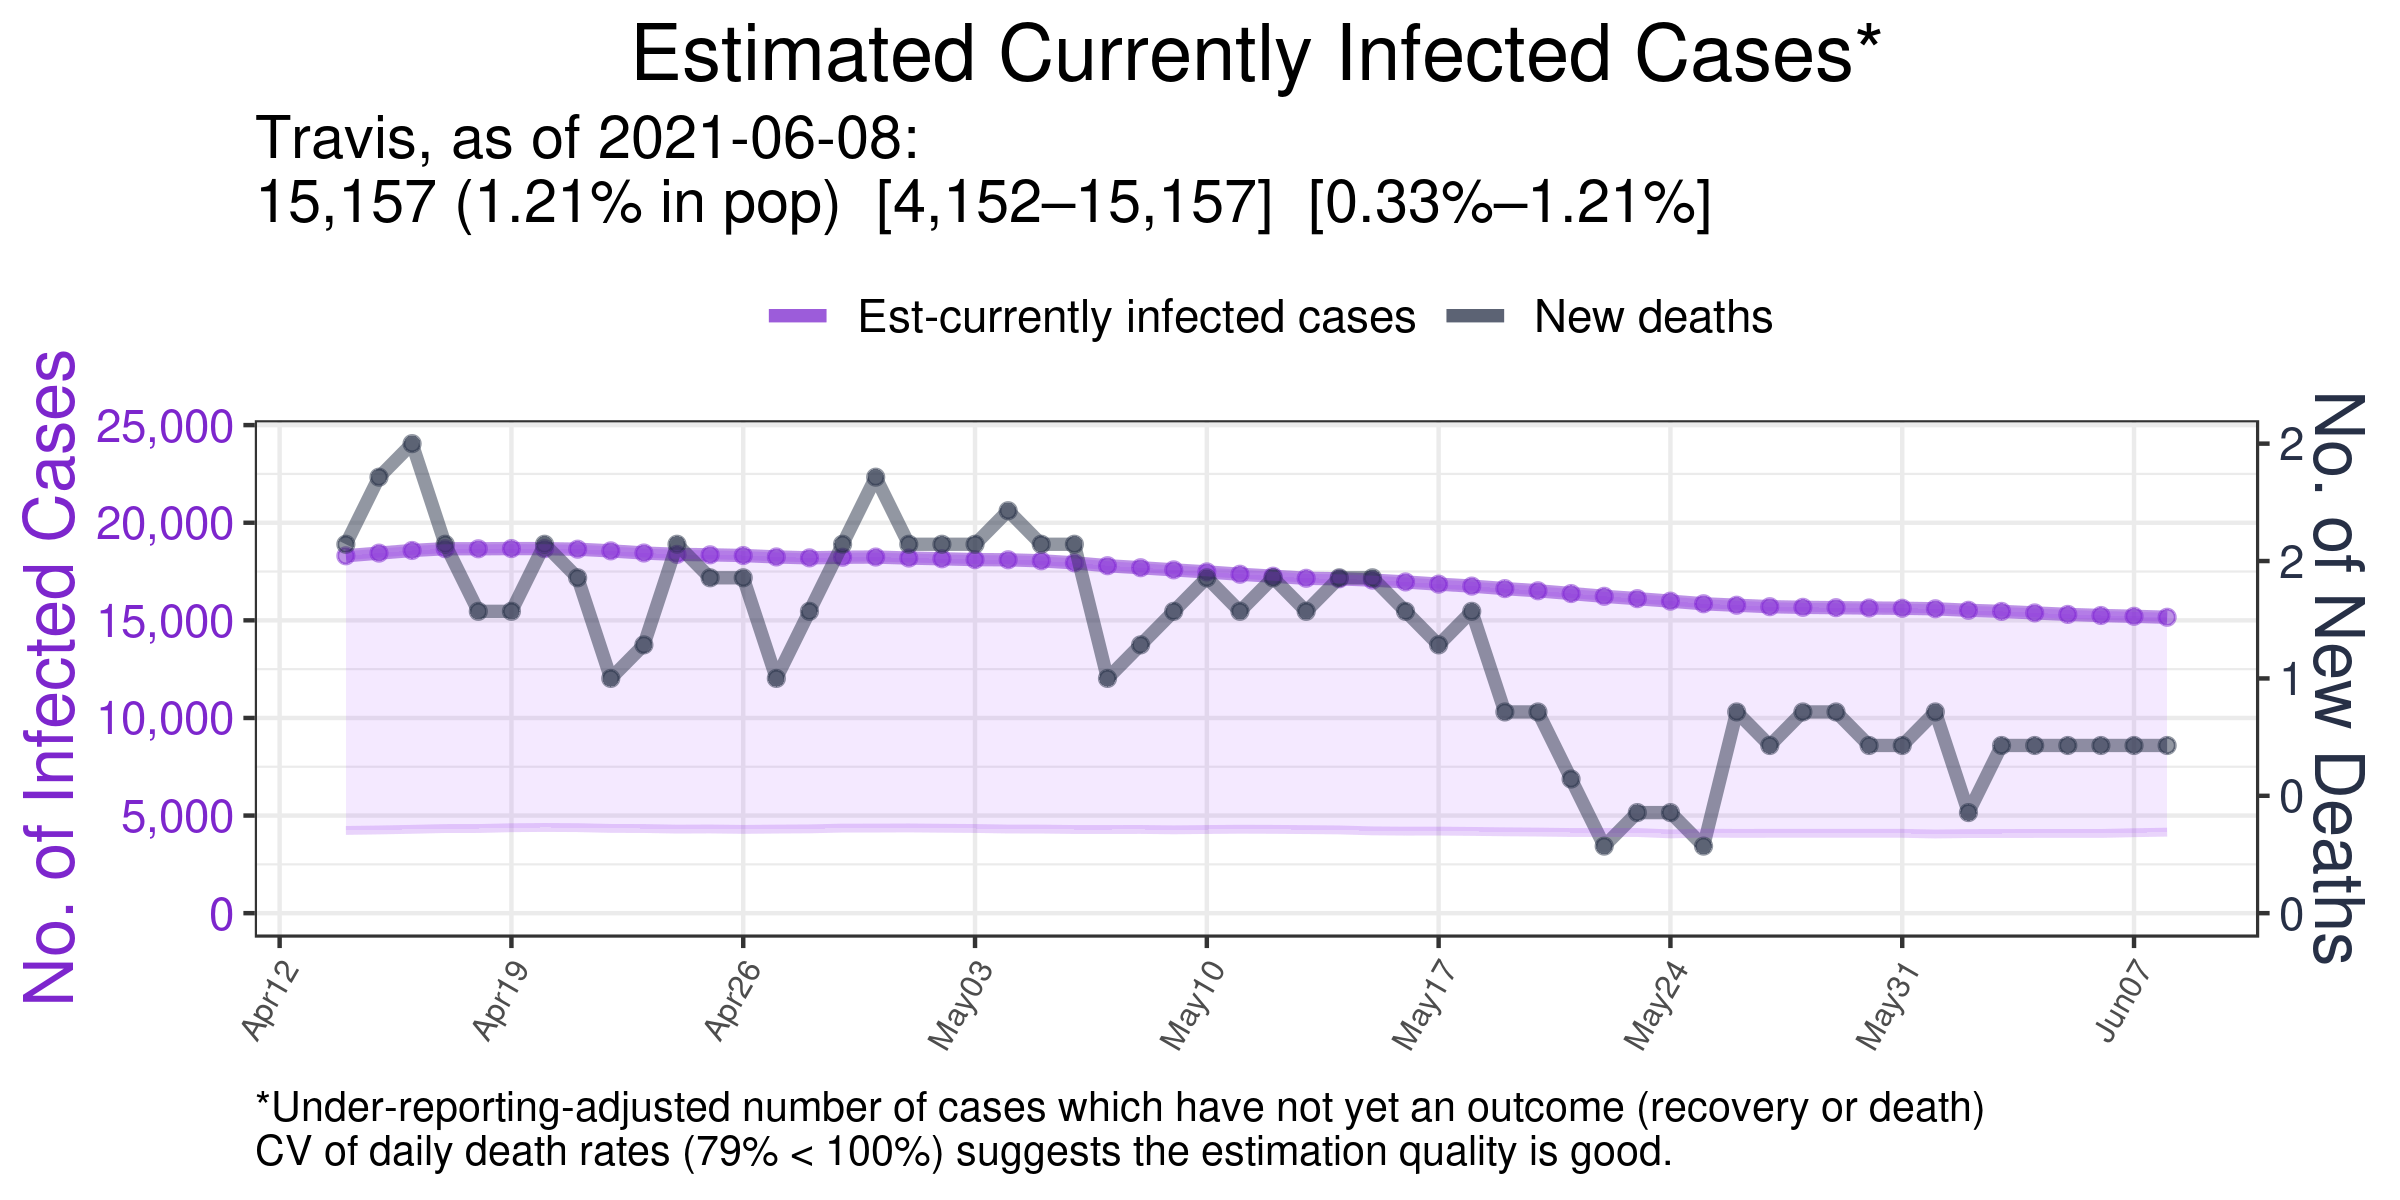 Estimated Currently Infected Cases*
Travis, as of 2021-06-08:
15,157 (1.21% in pop)  [4,152–15,157]  [0.33%–1.21%]
Est-currently infected cases
New deaths
No. of Infected Cases
25,000
20,000
15,000
10,000
5,000
0
2
2
1
0
0
No. of New Deaths
Apr12
Apr19
Apr26
May03
May10
May17
May24
May31
Jun07
*Under-reporting-adjusted number of cases which have not yet an outcome (recovery or death)
CV of daily death rates (79% < 100%) suggests the estimation quality is good.